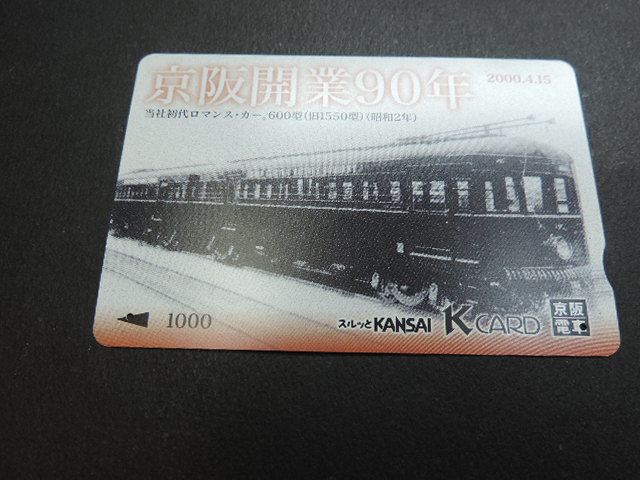 京阪開業90年
2000.4.15
当社初代ロマンス・カー。600型(旧1550型)(昭和2年)
1000
スルッとKANSAI
K CARD
京阪
電車